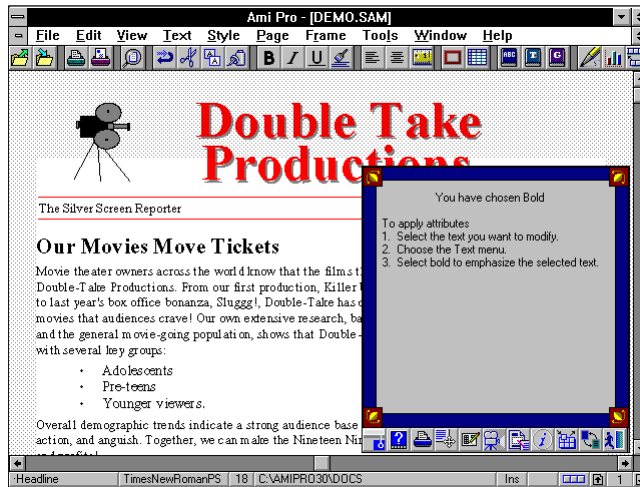 Ami Pro - [DEMO.SAM]
File Edit View Text Style Page Frame Tools Window Help
B I U ABC T G
Double Take
Productions
The Silver Screen Reporter
Our Movies Move Tickets
Movie theater owners across the world know that the films t
Double-Take Productions. From our first production, Killer
to last year's box office bonanza, Sluggg!, Double-Take has
movies that audiences crave! Our own extensive research, ba
and the general movie-going population, shows that Double-
with several key groups:
· Adolescents
· Pre-teens
· Younger viewers.
Overall demographic trends indicate a strong audience base
action, and anguish. Together, we can make the Nineteen Nin
You have chosen Bold
To apply attributes
1. Select the text you want to modify.
2. Choose the Text menu.
3. Select bold to emphasize the selected text.
Headline TimesNewRomanPS 18 C:\AMIPRO30\DOCS Ins 1